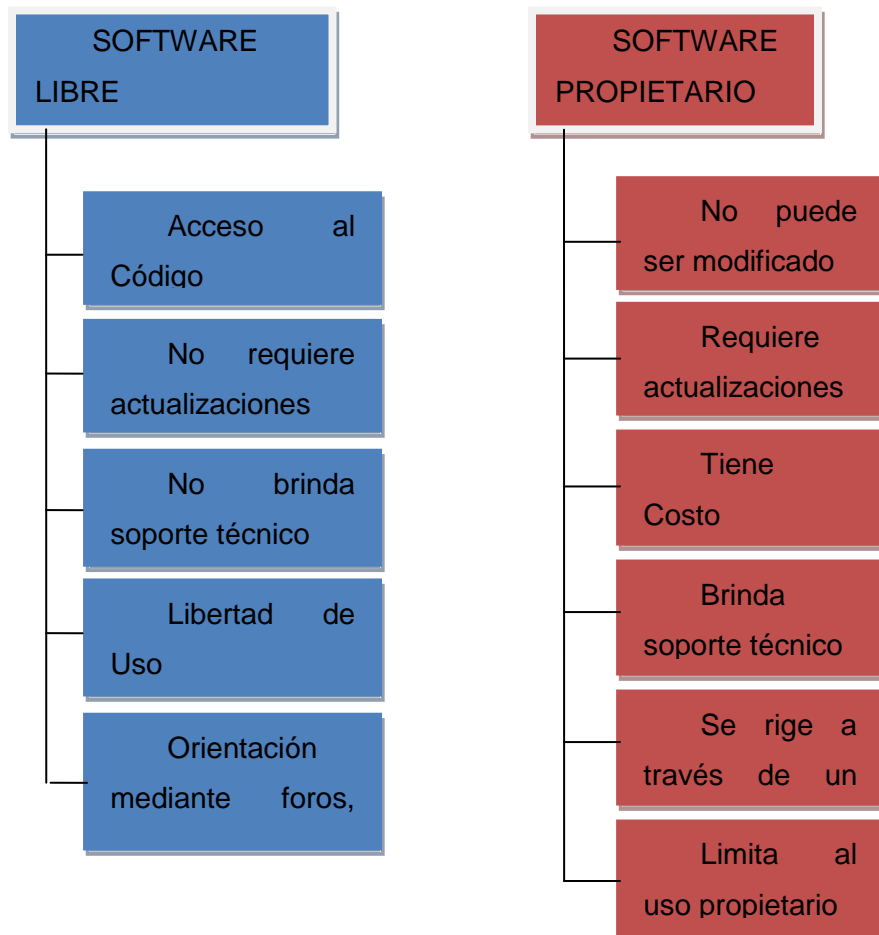 SOFTWARE
LIBRE
Acceso al
Código
No requiere
actualizaciones
No brinda
soporte técnico
Libertad de
Uso
Orientación
mediante foros,
SOFTWARE
PROPIETARIO
No puede
ser modificado
Requiere
actualizaciones
Tiene
Costo
Brinda
soporte técnico
Se rige a
través de un
Limita al
uso propietario